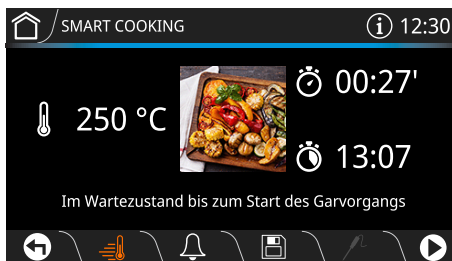 SMART COOKING
12:30
250 °C
00:27'
13:07
Im Wartezustand bis zum Start des Garvorgangs